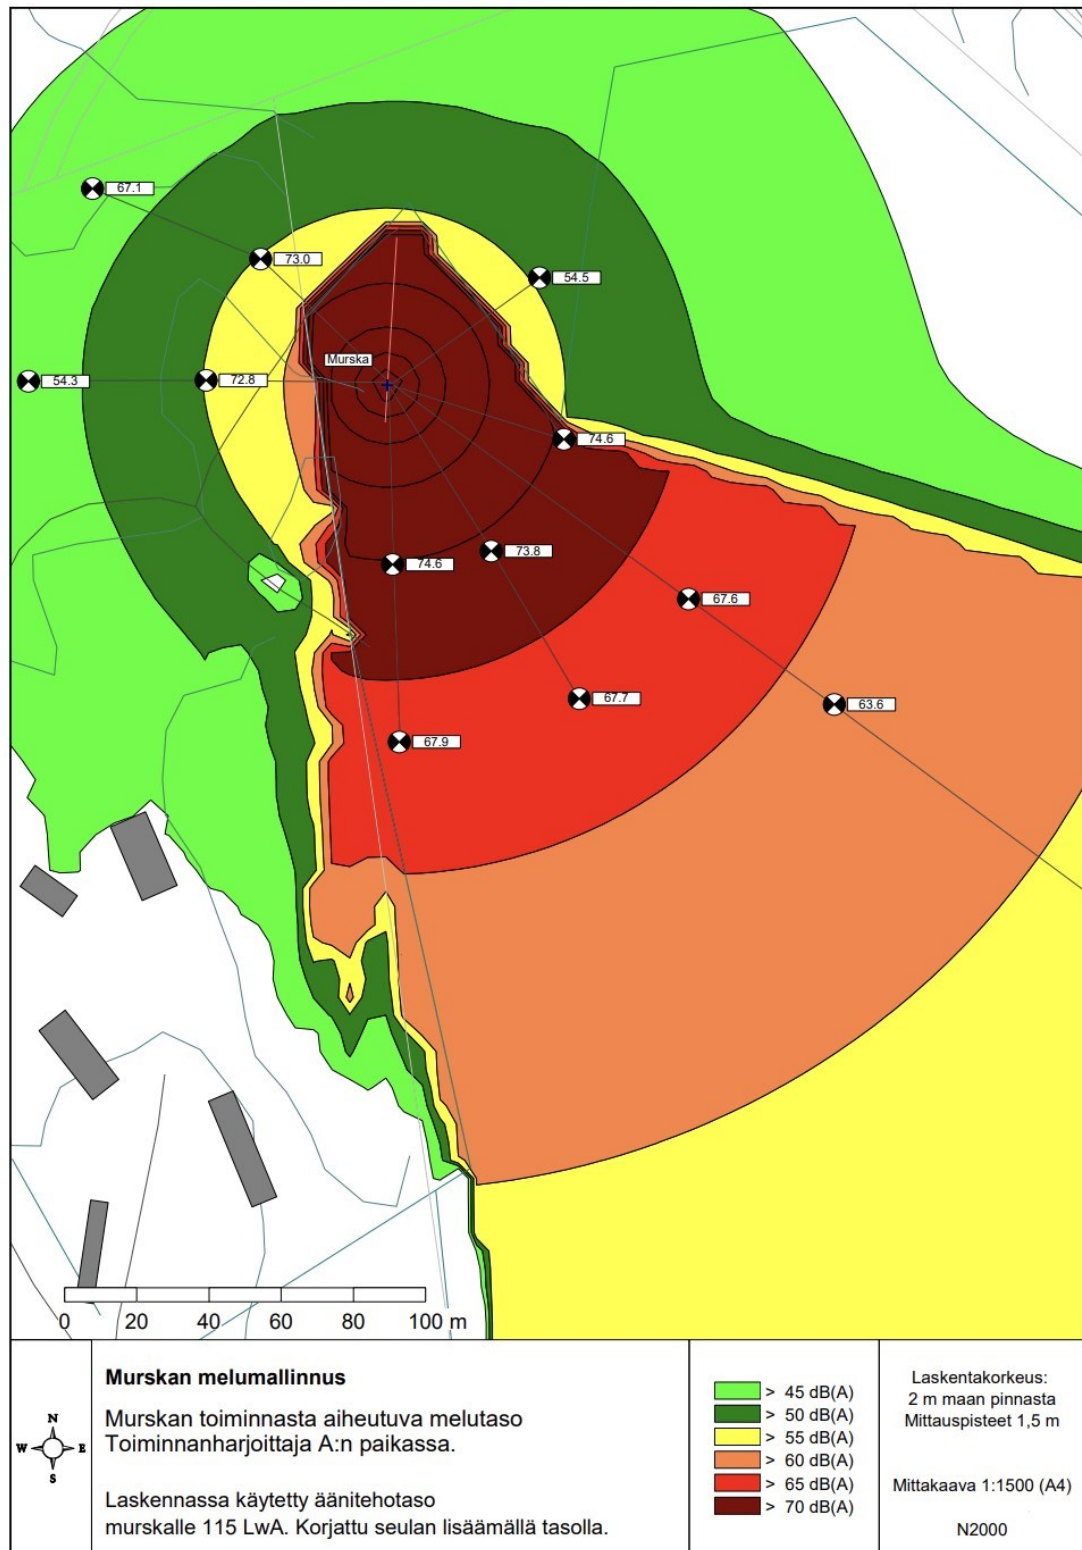 67.1
73.0
54.5
Murska
54.3
72.8
74.6
73.8
74.6
67.6
67.7
63.6
67.9
0 20 40 60 80 100 m
N
W E
S
Murskan melumallinnus
Murskan toiminnasta aiheutuva melutaso
Toiminnanharjoittaja A:n paikassa.
Laskennassa käytetty äänitehotaso
murskalle 115 LwA. Korjattu seulan lisäämällä tasolla.
> 45 dB(A)
> 50 dB(A)
> 55 dB(A)
> 60 dB(A)
> 65 dB(A)
> 70 dB(A)
Laskentakorkeus:
2 m maan pinnasta
Mittauspisteet 1,5 m
Mittakaava 1:1500 (A4)
N2000